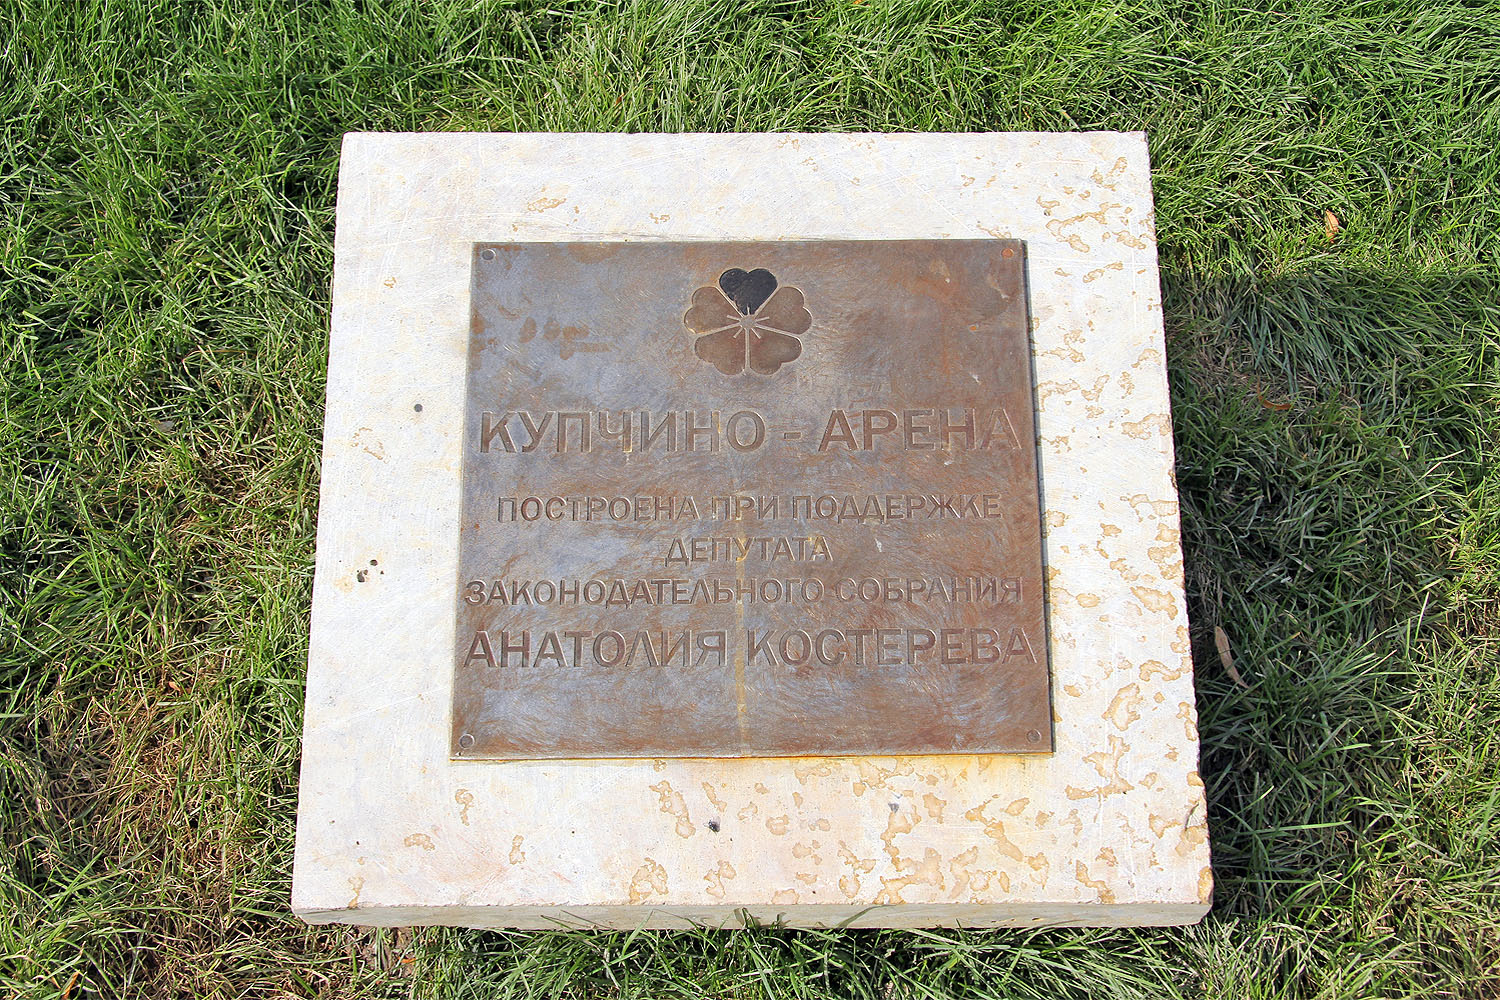 КУПЧИНО - АРЕНА
ПОСТРОЕНА ПРИ ПОДДЕРЖКЕ
ДЕПУТАТА
ЗАКОНОДАТЕЛЬНОГО СОБРАНИЯ
АНАТОЛИЯ КОСТЕРЕВА